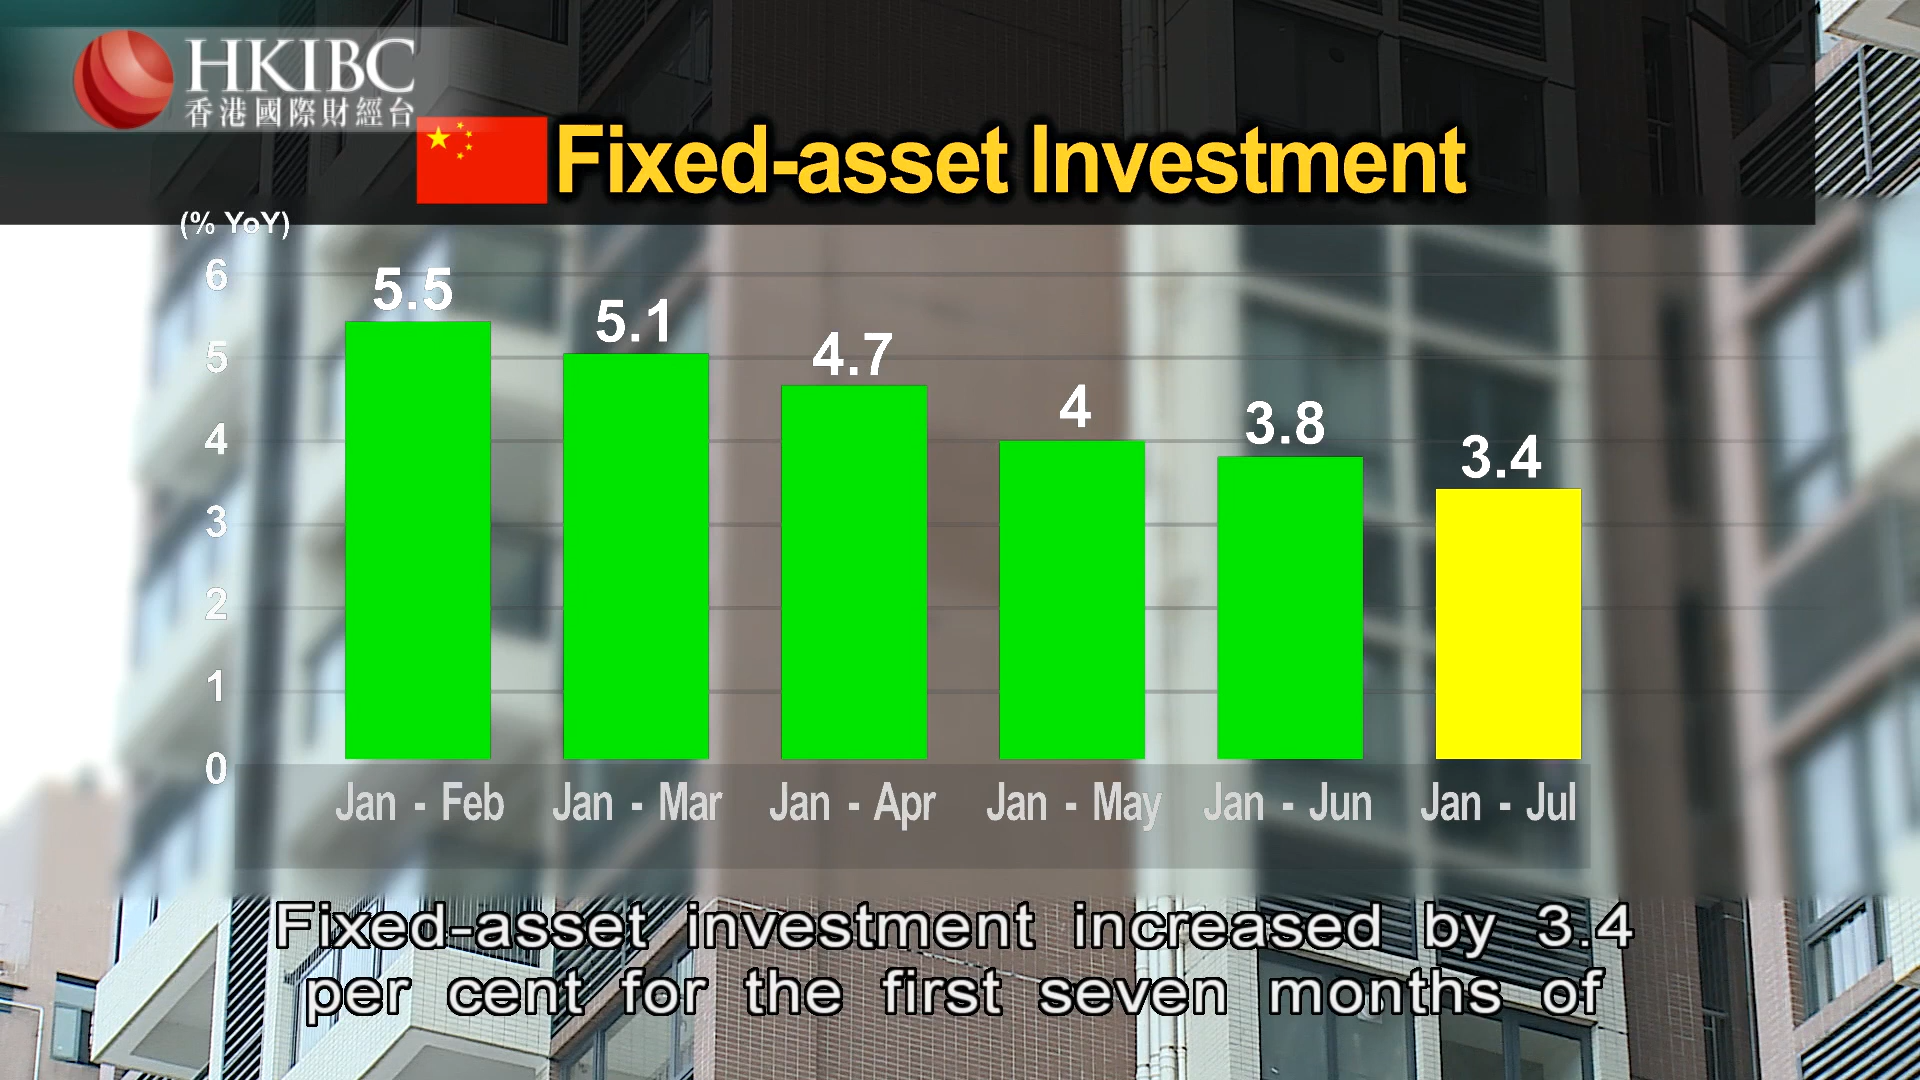 HKIBC
香港國際財經台
Fixed-asset Investment
(% YoY)
6
5
4
3
2
1
0
5.5
5.1
4.7
4
3.8
3.4
Jan - Feb
Jan - Mar
Jan - Apr
Jan - May
Jan - Jun
Jan - Jul
Fixed-asset investment increased by 3.4
per cent for the first seven months of